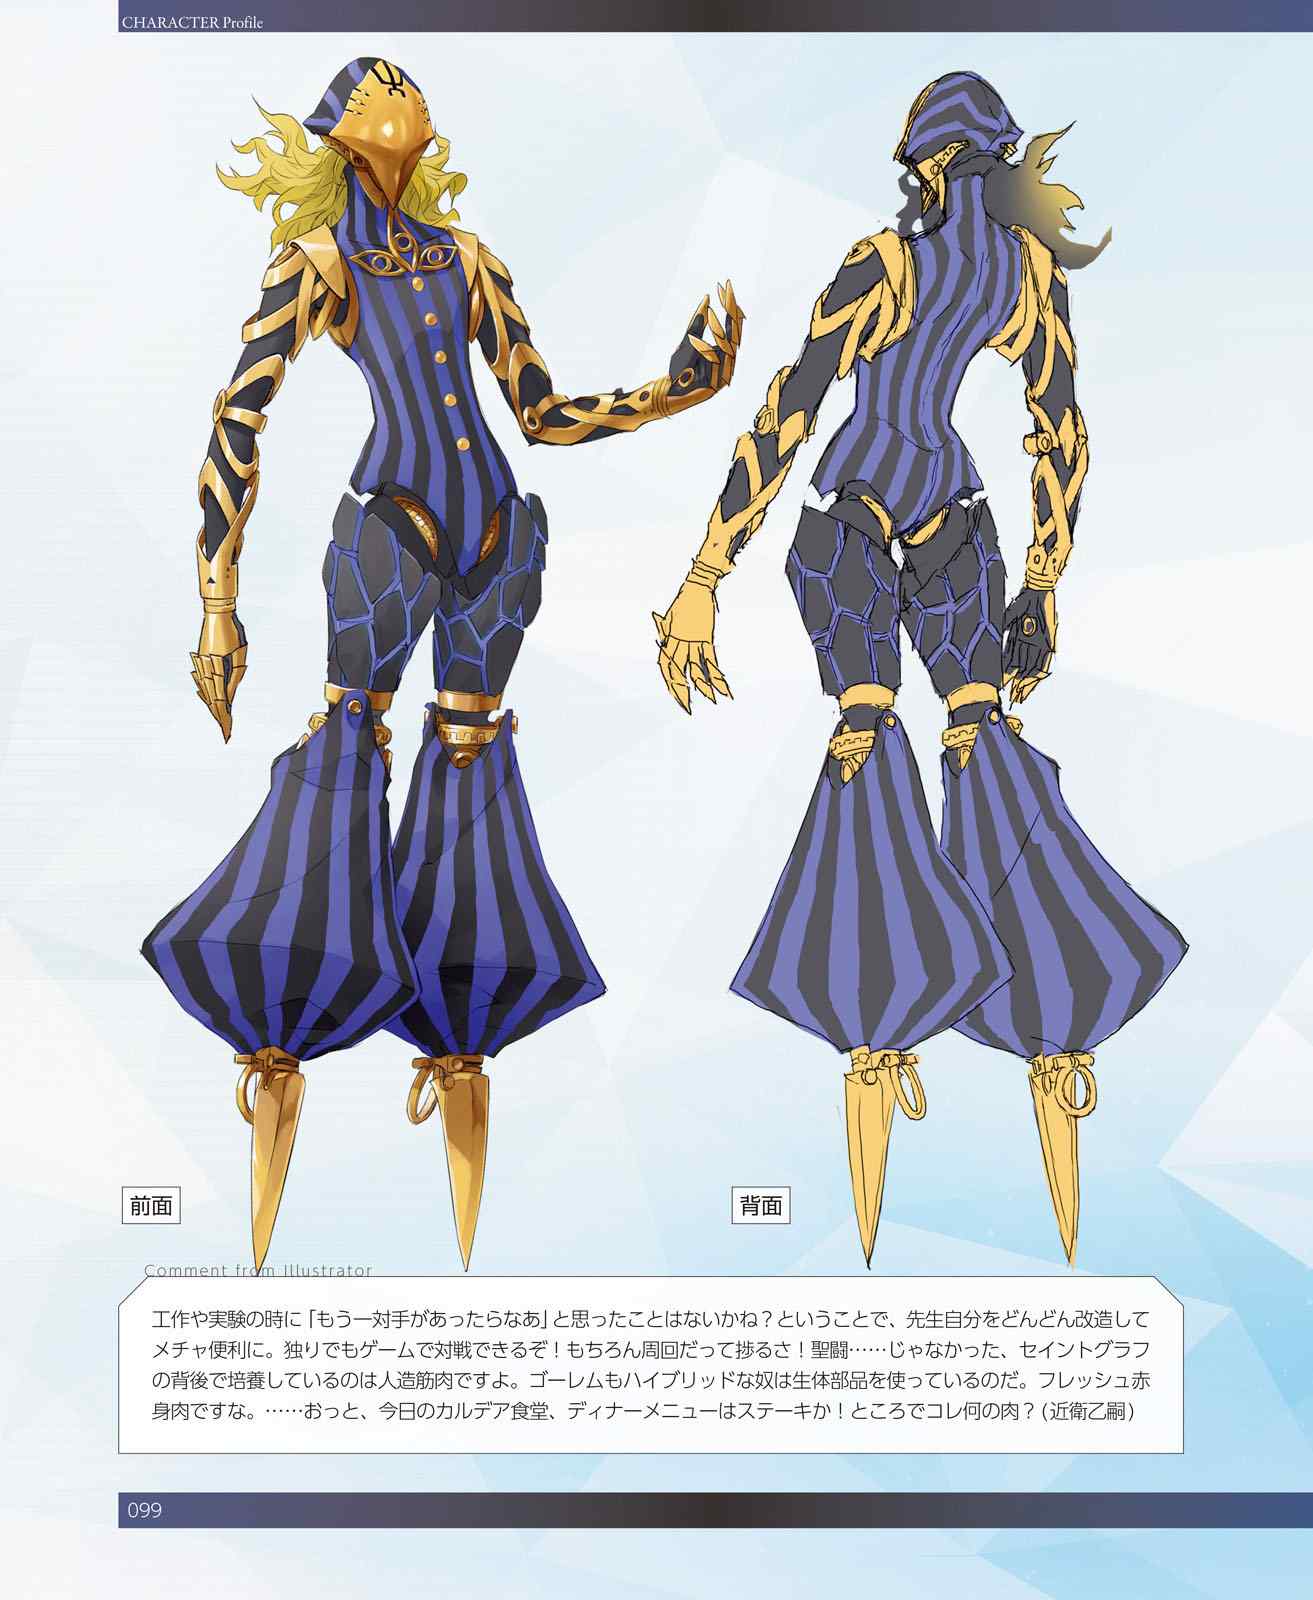 CHARACTER Profile
前面
背面
Comment from Illustrator
工作や実験の時に「もう一対手があったらなあ」と思ったことはないかね？ということで、先生自分をどんどん改造して
メチャ便利に。独りでもゲームで対戦できるぞ！もちろん周回だって捗るさ！聖闘……じゃなかった、セイントグラフ
の背後で培養しているのは人造筋肉ですよ。ゴーレムもハイブリッドな奴は生体部品を使っているのだ。フレッシュ赤
身肉ですな。……おっと、今日のカルデア食堂、ディナーメニューはステーキか！ところでコレ何の肉？(近衛乙嗣)
099